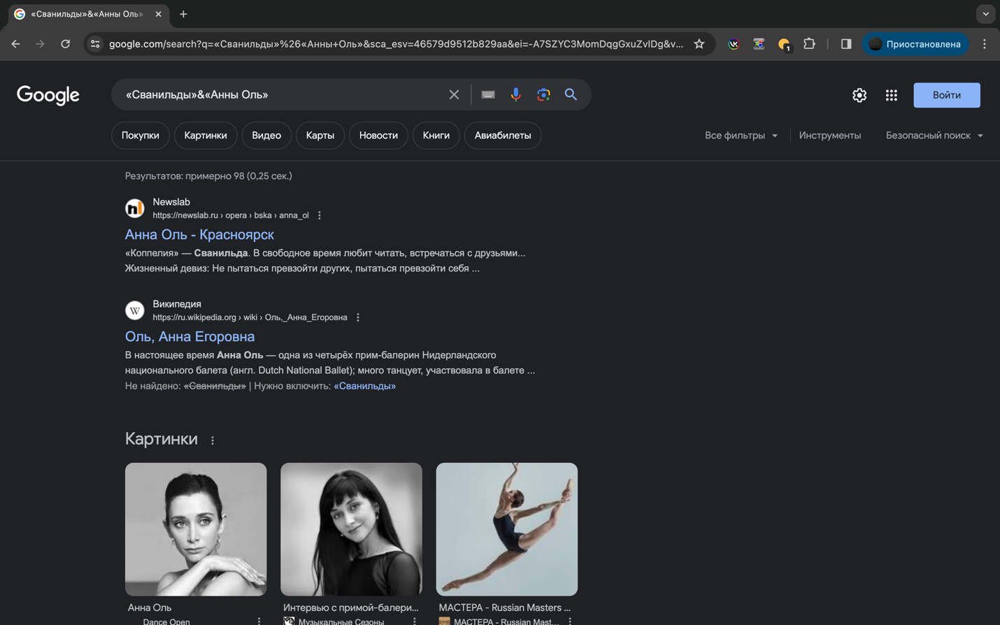 «Сванильды»&«Анны Оль»
google.com/search?q=«Сванильды»%26«Анны+Оль»&sca_esv=46579d9512b829aa&ei=-A7SZYC3MomDqgGxuZvIDg&v...
1
Приостановлена
Google
«Сванильды»&«Анны Оль»
Войти
Покупки
Картинки
Видео
Карты
Новости
Книги
Авиабилеты
Все фильтры
Инструменты
Безопасный поиск
Результатов: примерно 98 (0,25 сек.)
Newslab
https://newslab.ru › opera › bska › anna_ol
Анна Оль - Красноярск
«Коппелия» — Сванильда. В свободное время любит читать, встречаться с друзьями...
Жизненный девиз: Не пытаться превзойти других, пытаться превзойти себя ...
W
Википедия
https://ru.wikipedia.org › wiki › Оль,_Анна_Егоровна
Оль, Анна Егоровна
В настоящее время Анна Оль — одна из четырёх прим-балерин Нидерландского
национального балета (англ. Dutch National Ballet); много танцует, участвовала в балете ...
Не найдено: «Сванильды» | Нужно включить: «Сванильды»
Картинки
Анна Оль
Dance Open
Интервью с примой-балери...
Музыкальные Сезоны
МАСТЕРА - Russian Masters ...
RMB
МАСТЕРА - Russian Mast...